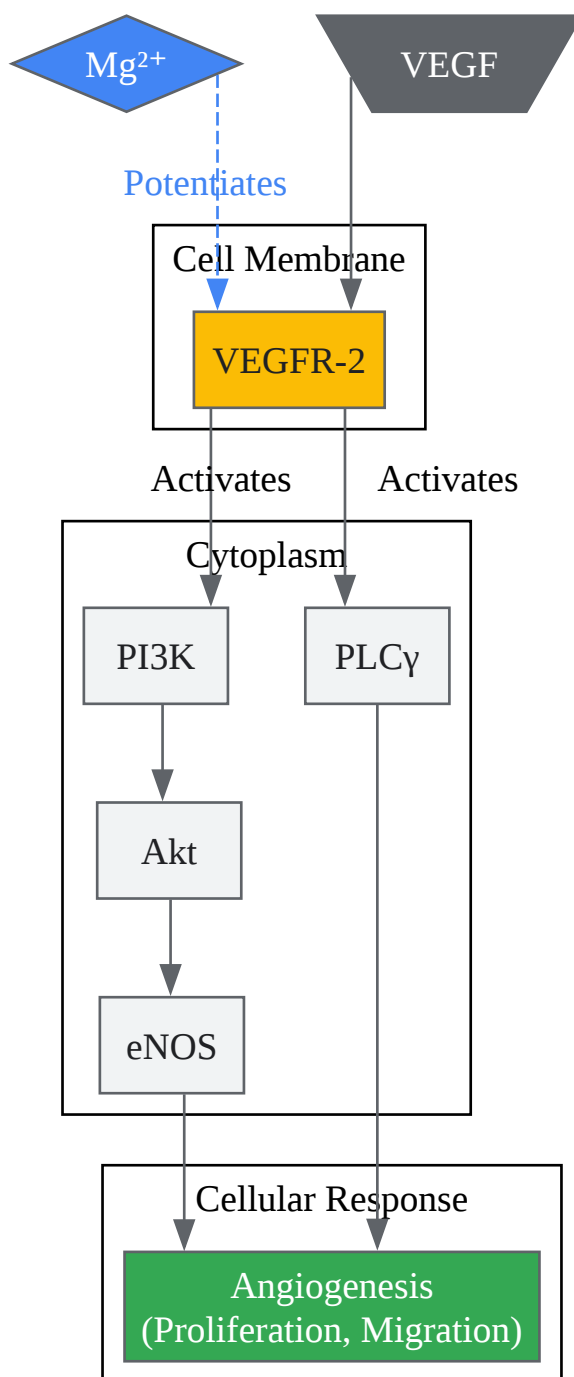 Mg²⁺
VEGF
Potentiates
Cell Membrane
VEGFR-2
Activates
Activates
Cytoplasm
PI3K
PLCγ
Akt
eNOS
Cellular Response
Angiogenesis
(Proliferation, Migration)